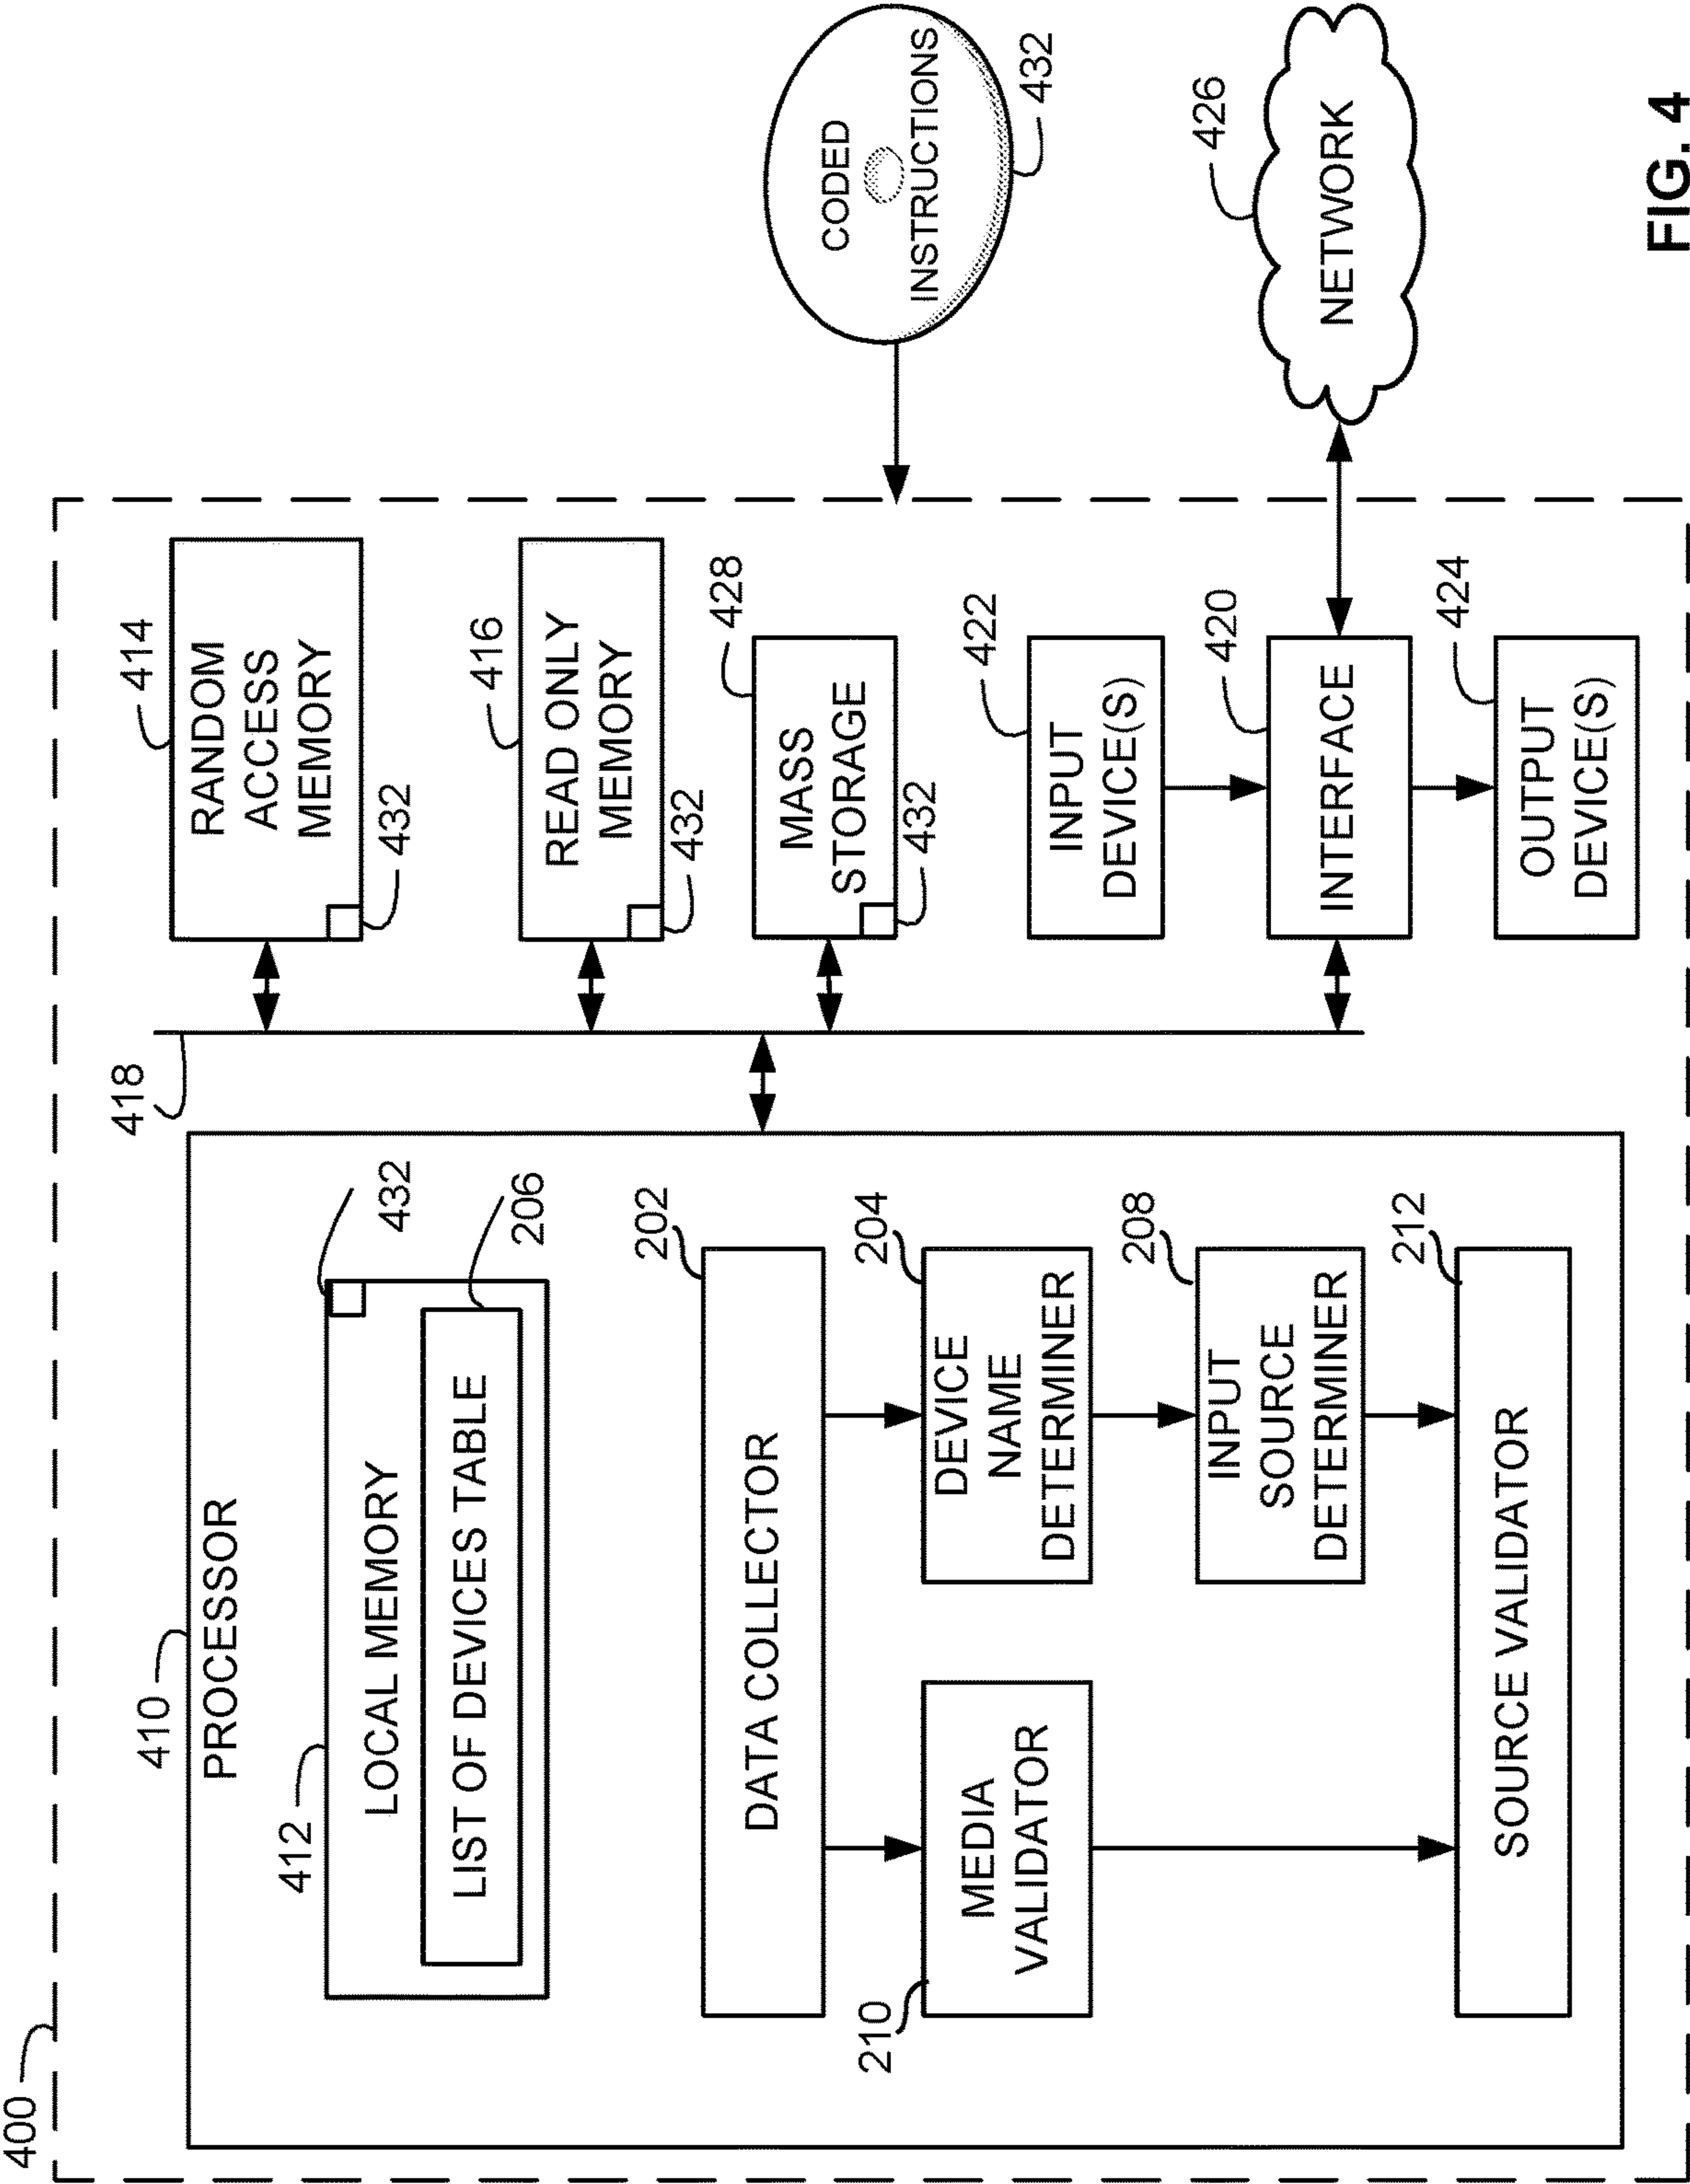 400
410
PROCESSOR
412
LOCAL MEMORY
432
LIST OF DEVICES TABLE
206
DATA COLLECTOR
202
MEDIA
VALIDATOR
210
DEVICE
NAME
DETERMINER
204
INPUT
SOURCE
DETERMINER
208
SOURCE VALIDATOR
212
418
RANDOM
ACCESS
MEMORY
414
432
READ ONLY
MEMORY
416
432
MASS
STORAGE
428
432
INPUT
DEVICE(S)
422
INTERFACE
420
OUTPUT
DEVICE(S)
424
CODED
INSTRUCTIONS
432
NETWORK
426
FIG. 4